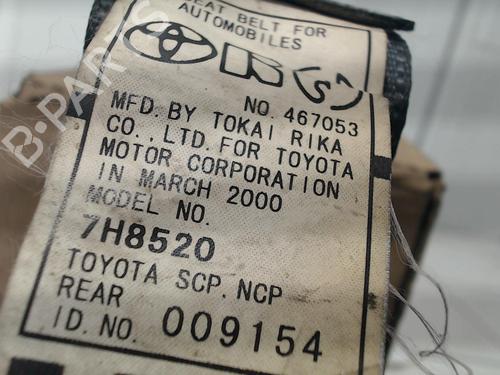 SEAT BELT FOR
AUTOMOBILES
R (S)
NO. 467053
MFD. BY TOKAI RIKA
CO., LTD. FOR TOYOTA
MOTOR CORPORATION
IN MARCH 2000
MODEL NO.
7H8520
TOYOTA SCP. NCP
REAR
ID. NO. 009154
B-PARTS